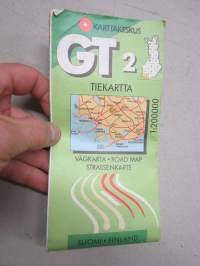 KARTTAKESKUS
GT 2
TIEKARTTA
1:200000
VÄGKARTA • ROAD MAP
STRASSENKARTE
SUOMI • FINLAND